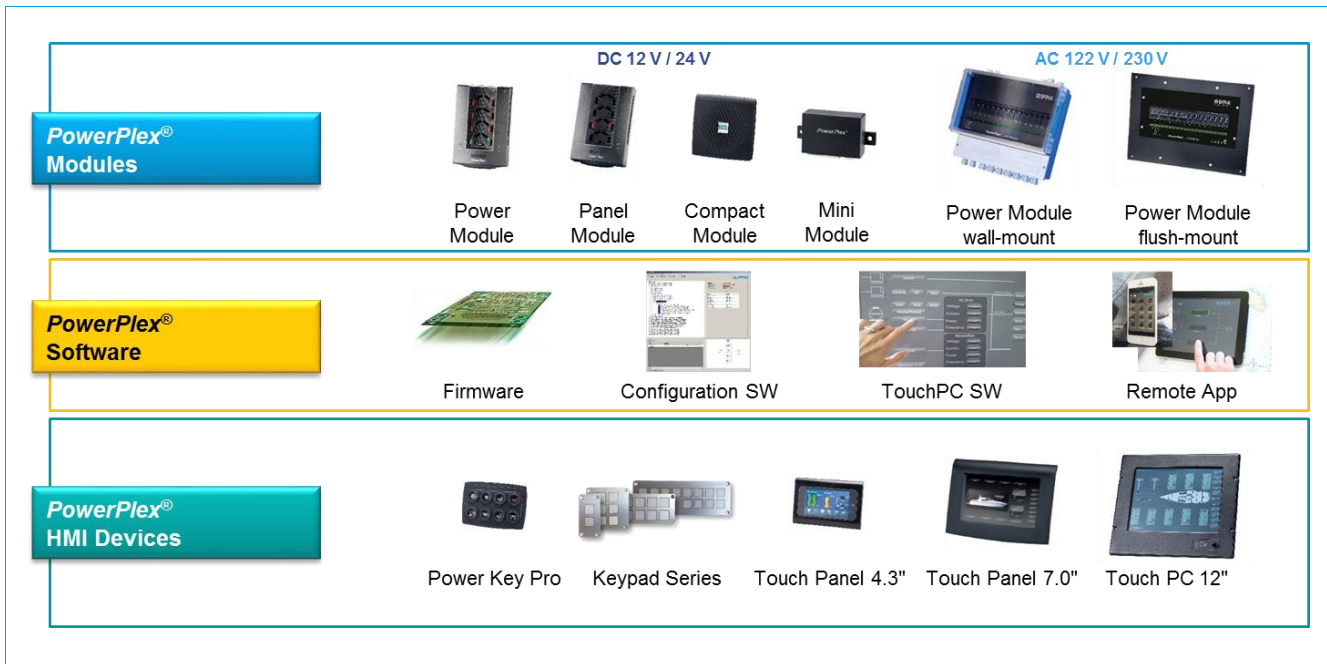 DC 12 V / 24 V
AC 122 V / 230 V
PowerPlex®
Modules
PowerPlex
Power
Module
Panel
Module
Compact
Module
Mini
Module
Power Module
wall-mount
Power Module
flush-mount
PowerPlex®
Software
Firmware
Configuration SW
TouchPC SW
Remote App
PowerPlex®
HMI Devices
Power Key Pro
Keypad Series
Touch Panel 4.3"
Touch Panel 7.0"
Touch PC 12"